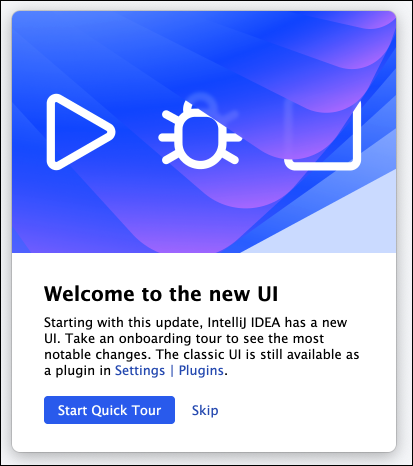 Welcome to the new UI
Starting with this update, IntelliJ IDEA has a new
UI. Take an onboarding tour to see the most
notable changes. The classic UI is still available as
a plugin in Settings | Plugins.
Start Quick Tour
Skip